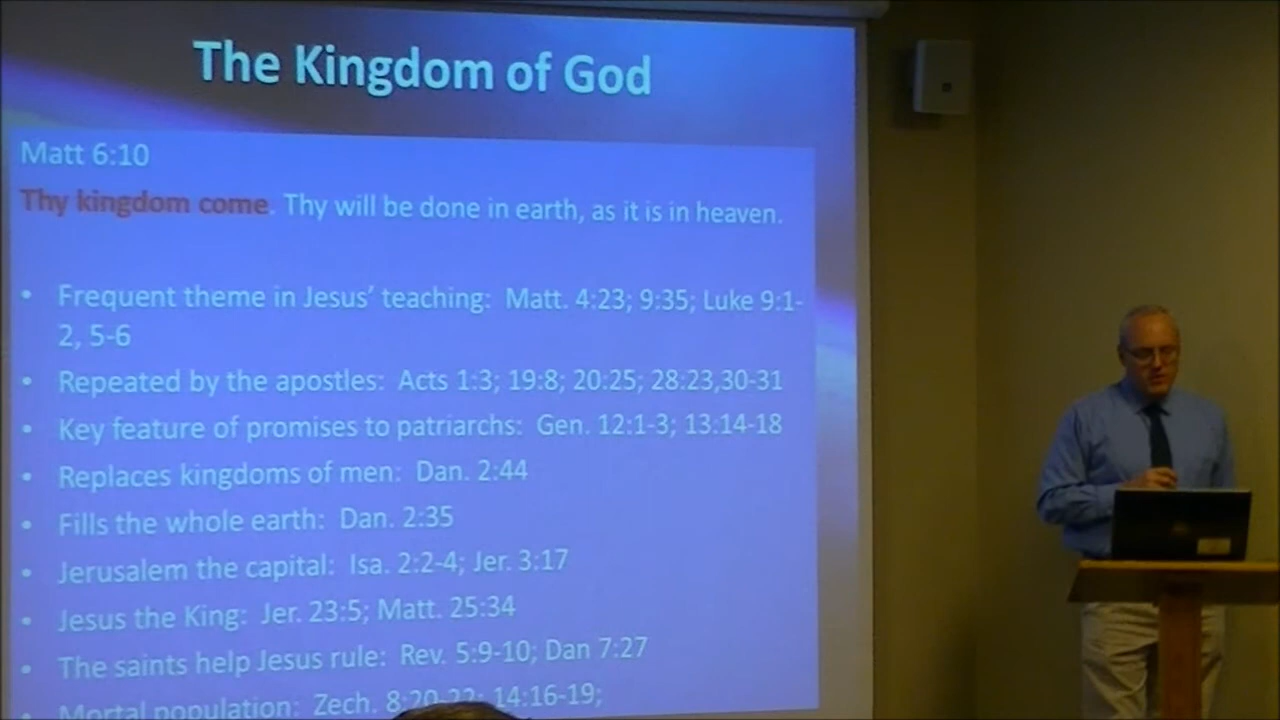 The Kingdom of God
Matt 6:10
Thy kingdom come. Thy will be done in earth, as it is in heaven.
• Frequent theme in Jesus' teaching: Matt. 4:23; 9:35; Luke 9:1-
2, 5-6
• Repeated by the apostles: Acts 1:3; 19:8; 20:25; 28:23,30-31
• Key feature of promises to patriarchs: Gen. 12:1-3; 13:14-18
• Replaces kingdoms of men: Dan. 2:44
• Fills the whole earth: Dan. 2:35
• Jerusalem the capital: Isa. 2:2-4; Jer. 3:17
• Jesus the King: Jer. 23:5; Matt. 25:34
• The saints help Jesus rule: Rev. 5:9-10; Dan 7:27
• Mortal population: Zech. 8:20-22; 14:16-19;